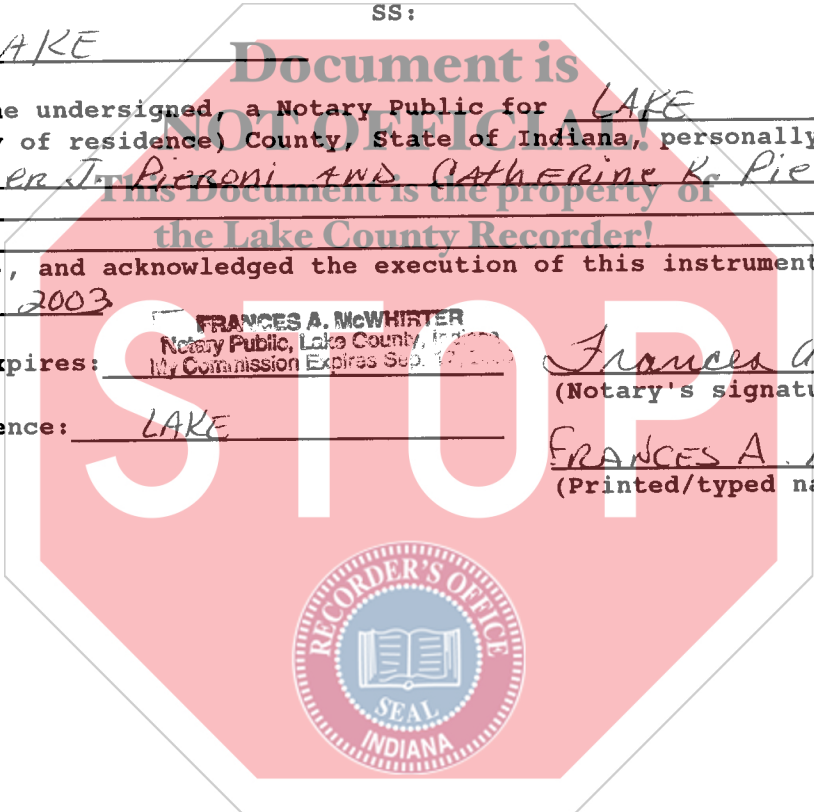 SS:
AKE
Document is
e undersigned, a Notary Public for LAKE
NOT OFFICIAL!
y of residence) County, State of Indiana, personally
er J. Pieroni AND CATHERINE K. Pie
This Document is the property of
the Lake County Recorder!
, and acknowledged the execution of this instrument
2003
FRANCES A. McWHIRTER
Notary Public, Lake County, Indiana
My Commission Expires Sep.
xpires:
Frances A
(Notary's signatu
ence: LAKE
FRANCES A.
(Printed/typed na
STOP
RECORDER'S OFFICE
SEAL
INDIANA